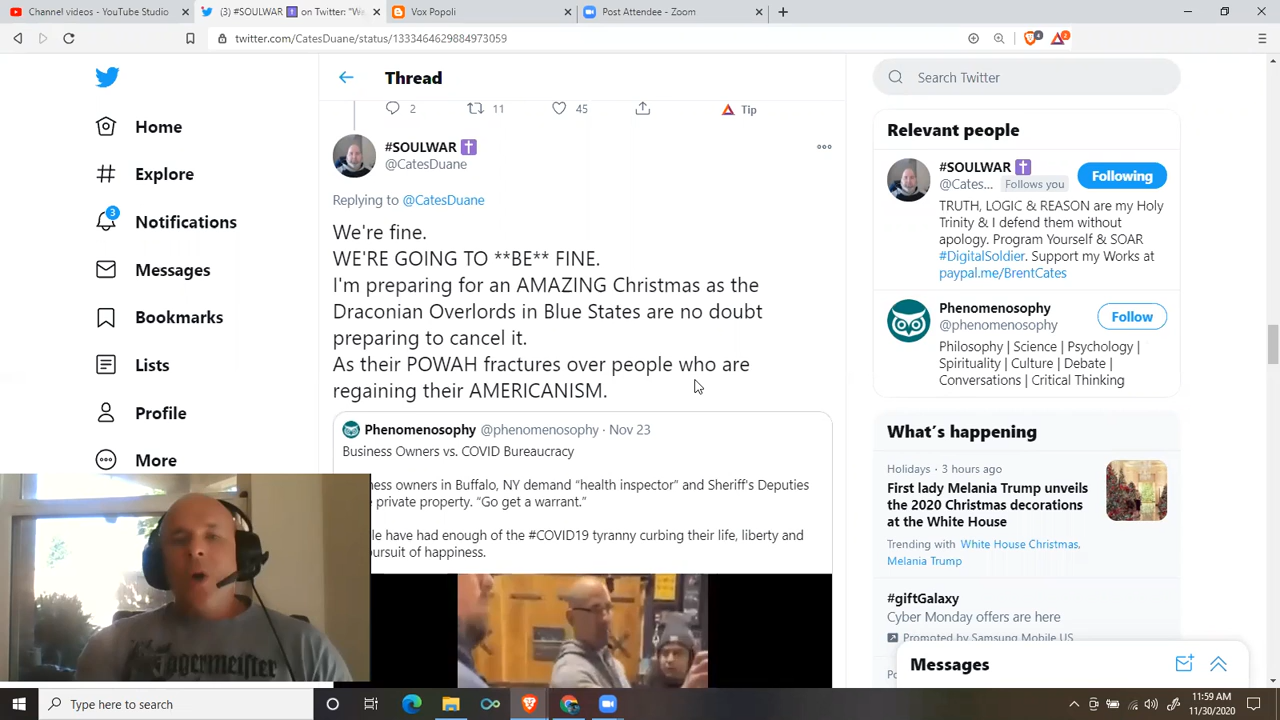 Channel videos - YouTube Studio
(3) #SOULWAR ✝ on Twitter: "We
Vox Popoli
Post Attendee - Zoom
twitter.com/CatesDuane/status/1333464629884973059
4
2
Thread
Search Twitter
2
11
45
Tip
Home
Explore
3
Notifications
Messages
Bookmarks
Lists
Profile
More
#SOULWAR ✝
@CatesDuane
Replying to @CatesDuane
We're fine.
WE'RE GOING TO **BE** FINE.
I'm preparing for an AMAZING Christmas as the
Draconian Overlords in Blue States are no doubt
preparing to cancel it.
As their POWAH fractures over people who are
regaining their AMERICANISM.
Phenomenosophy @phenomenosophy · Nov 23
Business Owners vs. COVID Bureaucracy
ness owners in Buffalo, NY demand “health inspector” and Sheriff's Deputies
private property. “Go get a warrant.”
le have had enough of the #COVID19 tyranny curbing their life, liberty and
ursuit of happiness.
Relevant people
#SOULWAR ✝
@Cates... Follows you
Following
TRUTH, LOGIC & REASON are my Holy
Trinity & I defend them without
apology. Program Yourself & SOAR
#DigitalSoldier. Support my Works at
paypal.me/BrentCates
Phenomenosophy
@phenomenosophy
Follow
Philosophy | Science | Psychology |
Spirituality | Culture | Debate |
Conversations | Critical Thinking
What's happening
Holidays · 3 hours ago
First lady Melania Trump unveils
the 2020 Christmas decorations
at the White House
Trending with White House Christmas,
Melania Trump
#giftGalaxy
Cyber Monday offers are here
Prompted by Samsung Mobile US
Messages
Jägermeister
Type here to search
11:59 AM
11/30/2020